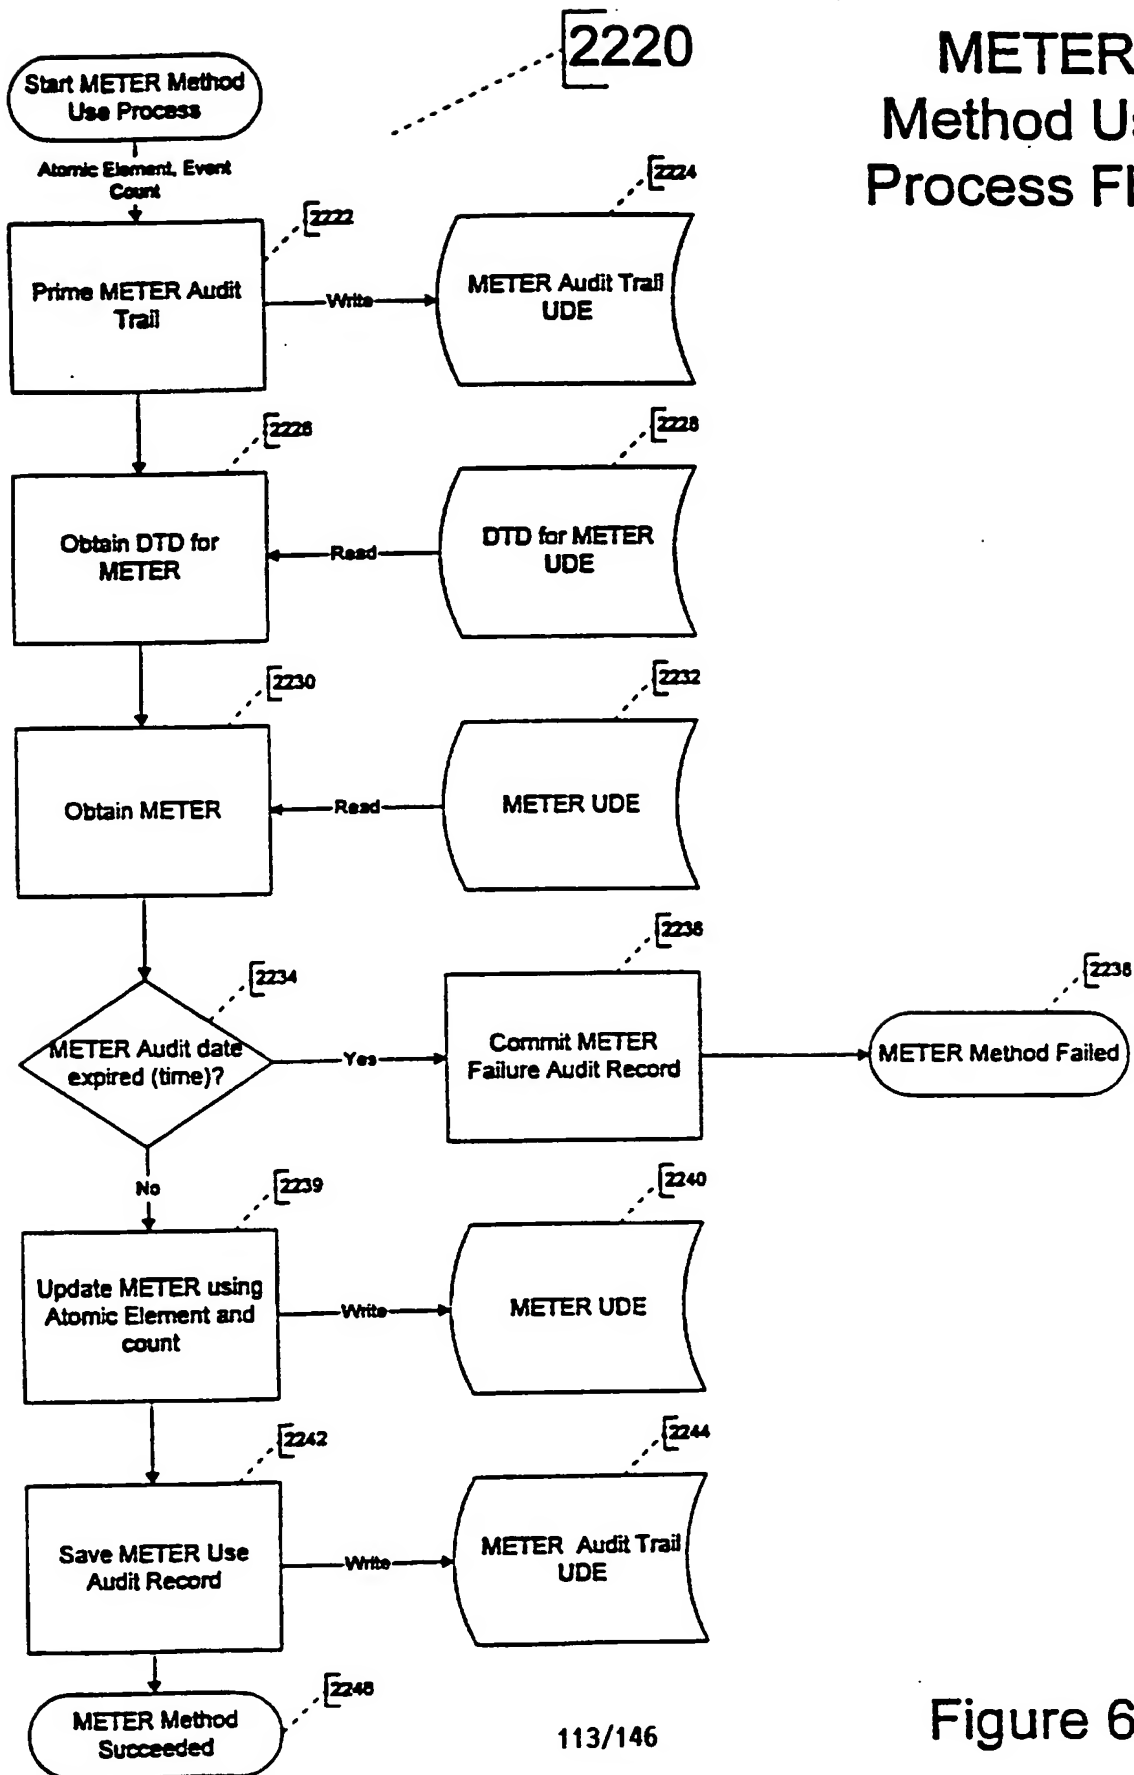 2220
METER
Method Us
Process Fl
Start METER Method
Use Process
Atomic Element, Event
Count
2222
2224
Prime METER Audit
Trail
Write
METER Audit Trail
UDE
2226
2228
Obtain DTD for
METER
Read
DTD for METER
UDE
2230
2232
Obtain METER
Read
METER UDE
2234
2236
2238
METER Audit date
expired (time)?
Yes
Commit METER
Failure Audit Record
METER Method Failed
No
2239
2240
Update METER using
Atomic Element and
count
Write
METER UDE
2242
2244
Save METER Use
Audit Record
Write
METER Audit Trail
UDE
2246
METER Method
Succeeded
113/146
Figure 6